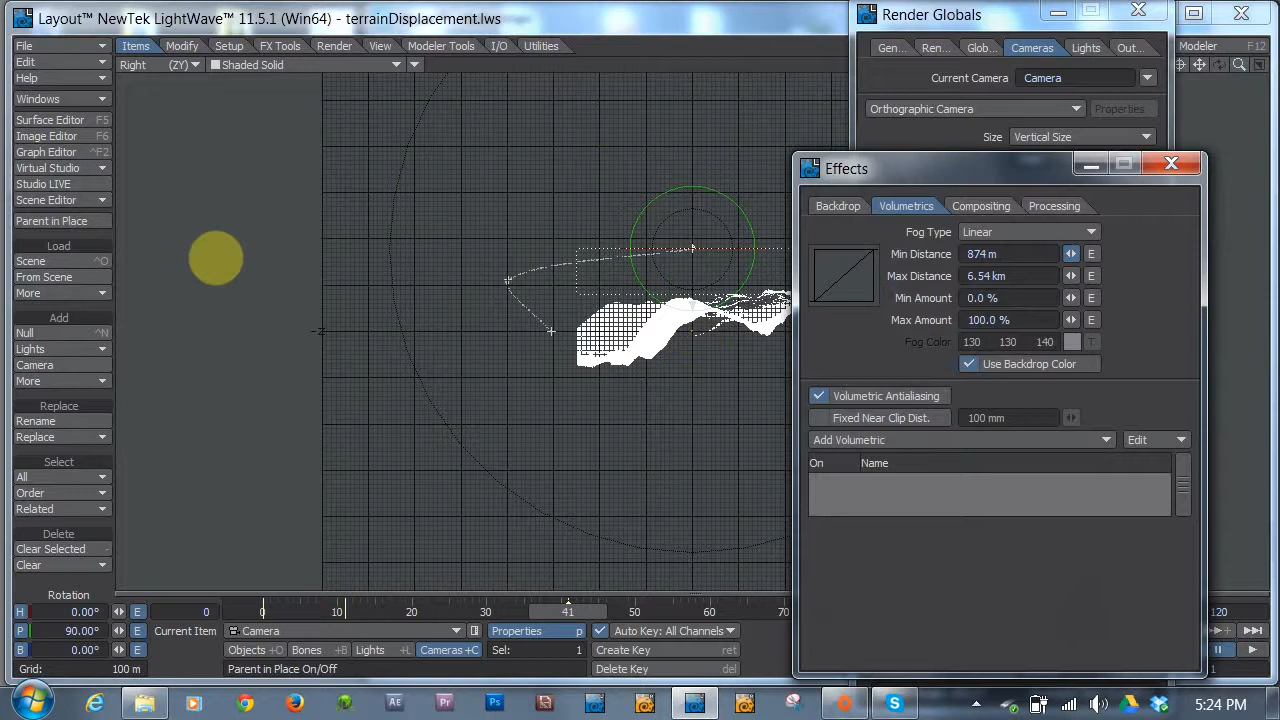 Layout™ NewTek LightWave™ 11.5.1 (Win64) - terrainDisplacement.lws
Render Globals
File
Items Modify Setup FX Tools Render View Modeler Tools I/O Utilities
Gen... Ren... Glob... Cameras Lights Out...
Modeler F12
Edit
Right (ZY) Shaded Solid
Help
Current Camera Camera
Windows
Orthographic Camera Properties
Surface Editor F5
Image Editor F6
Size Vertical Size
Graph Editor ^F2
Virtual Studio
Effects
Studio LIVE
Scene Editor
Backdrop Volumetrics Compositing Processing
Parent in Place
Fog Type Linear
Load
Min Distance 874 m E
Scene ^O
Max Distance 6.54 km E
From Scene
Min Amount 0.0 % E
More
Max Amount 100.0 % E
Add
Fog Color 130 130 140 T
Null ^N
Use Backdrop Color
Lights
Camera
More
Volumetric Antialiasing
Replace
Fixed Near Clip Dist. 100 mm
Rename
Replace
Add Volumetric Edit
Select
On Name
All
Order
Related
Delete
Clear Selected -
Clear
-Z
Rotation
H 0.00° E 0
0 10 20 30 41 50 60 70 120
P 90.00° E Current Item Camera Properties p Auto Key: All Channels
B 0.00° E Objects +O Bones +B Lights +L Cameras +C Sel: 1 Create Key ret
1
Grid: 100 m Parent in Place On/Off Delete Key del
Ae Pr Ps
5:24 PM